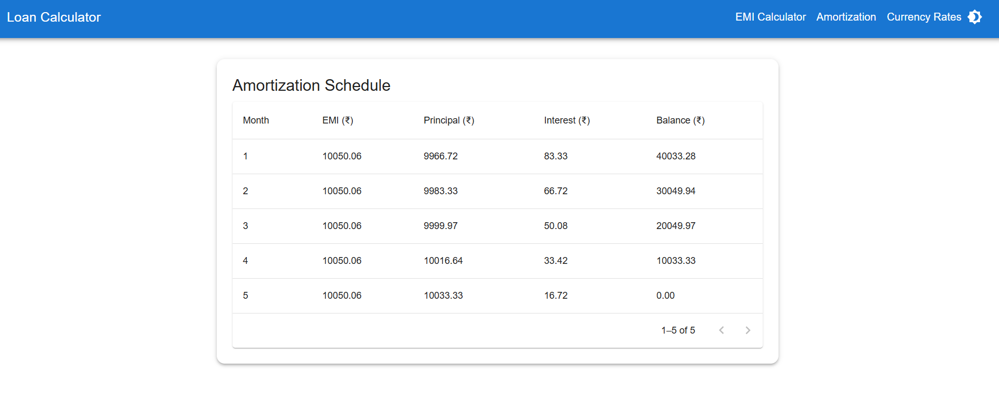 Loan Calculator EMI Calculator Amortization Currency Rates
Amortization Schedule
Month EMI (₹) Principal (₹) Interest (₹) Balance (₹)
1 10050.06 9966.72 83.33 40033.28
2 10050.06 9983.33 66.72 30049.94
3 10050.06 9999.97 50.08 20049.97
4 10050.06 10016.64 33.42 10033.33
5 10050.06 10033.33 16.72 0.00
1–5 of 5